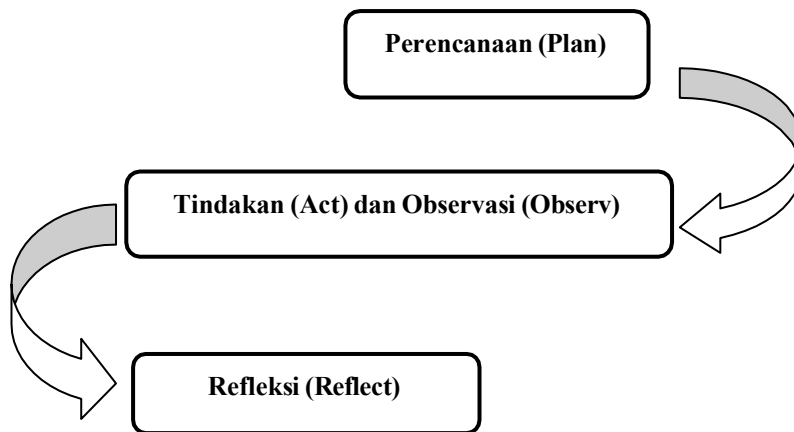 Perencanaan (Plan)
Tindakan (Act) dan Observasi (Observ)
Refleksi (Reflect)